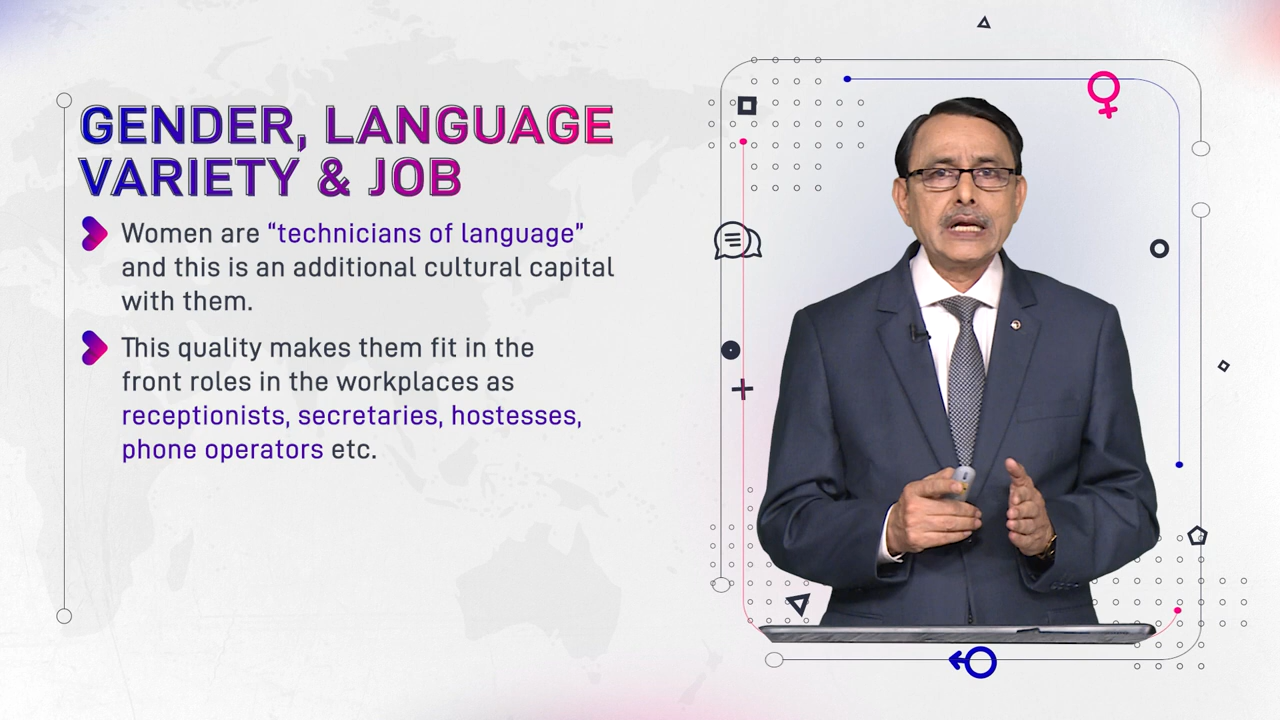 GENDER, LANGUAGE
VARIETY & JOB
Women are “technicians of language”
and this is an additional cultural capital
with them.
This quality makes them fit in the
front roles in the workplaces as
receptionists, secretaries, hostesses,
phone operators etc.